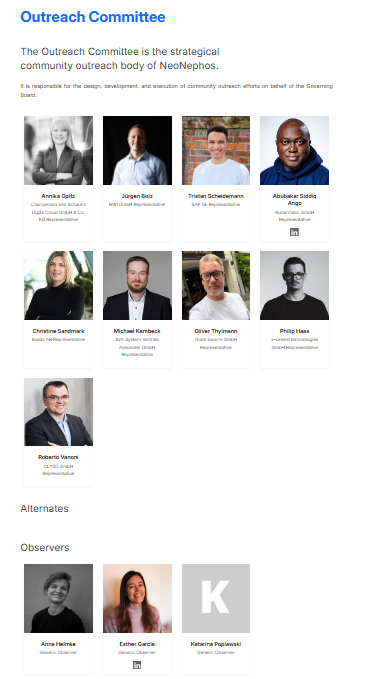 Outreach Committee
The Outreach Committee is the strategical
community outreach body of NeoNephos.
It is responsible for the design, development, and execution of community outreach efforts on behalf of the Governing
Board.
Annika Opitz
Chairperson and Schwarz
Digits Cloud GmbH & Co.
KG Representative
Jürgen Bolz
BWI GmbH Representative
Tristan Scheidemann
SAP SE Representative
Abubakar Siddiq
Ango
Kubermatic GmbH
Representative
in
Christine Sandmark
Representative
Michael Kambeck
SVA System Vertrieb
Alexander GmbH
Representative
Oliver Thylmann
Giant Swarm GmbH
Representative
Philip Haas
x-cellent technologies
GmbH Representative
Roberto Vanoni
CLYSO GmbH
Representative
Alternates
Observers
Anne Heimke
Generic Observer
Esther Garcia
Generic Observer
in
K
Katarina Poplawski
Generic Observer